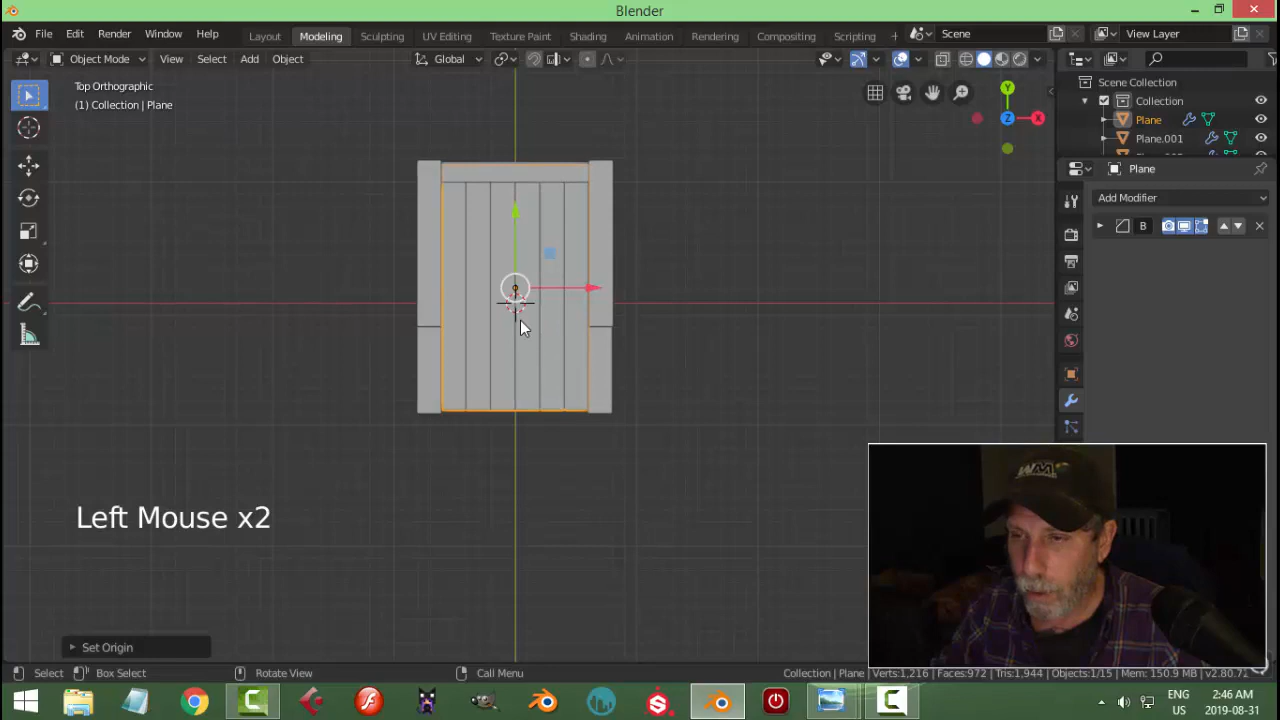 Blender
File Edit Render Window Help Layout Modeling Sculpting UV Editing Texture Paint Shading Animation Rendering Compositing Scripting + Scene View Layer
Object Mode View Select Add Object Global
Top Orthographic
(1) Collection | Plane
Y
Z
X
Scene Collection
Collection
Plane
Plane.001
Plane
Add Modifier
B
WAA
Left Mouse x2
Set Origin
Select Box Select Rotate View Call Menu Collection | Plane | Verts:1,216 | Faces:972 | Tris:1,944 | Objects:1/15 | Mem: 150.9 MB | v2.80.7
ENG
US
2:46 AM
2019-08-31